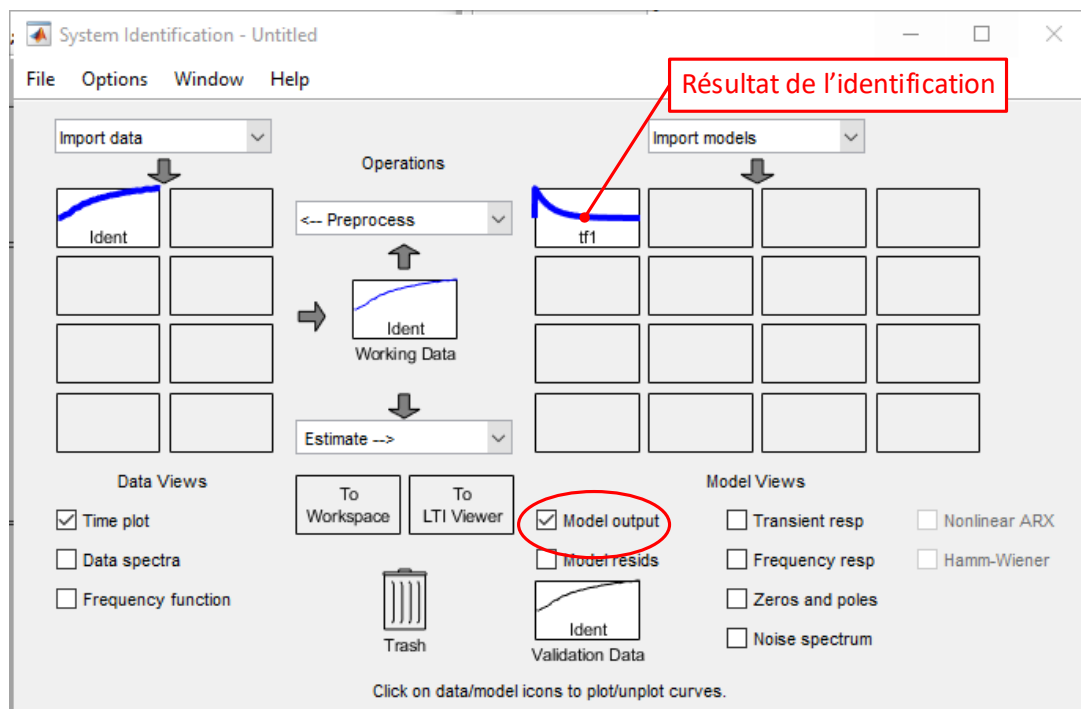 System Identification - Untitled
File Options Window Help
Résultat de l'identification
Import data
Import models
Operations
<-- Preprocess
Ident
tf1
Ident
Working Data
Estimate -->
Data Views
Model Views
To
Workspace
To
LTI Viewer
Time plot
Model output
Transient resp
Nonlinear ARX
Data spectra
Model resids
Frequency resp
Hamm-Wiener
Frequency function
Zeros and poles
Ident
Noise spectrum
Trash
Validation Data
Click on data/model icons to plot/unplot curves.